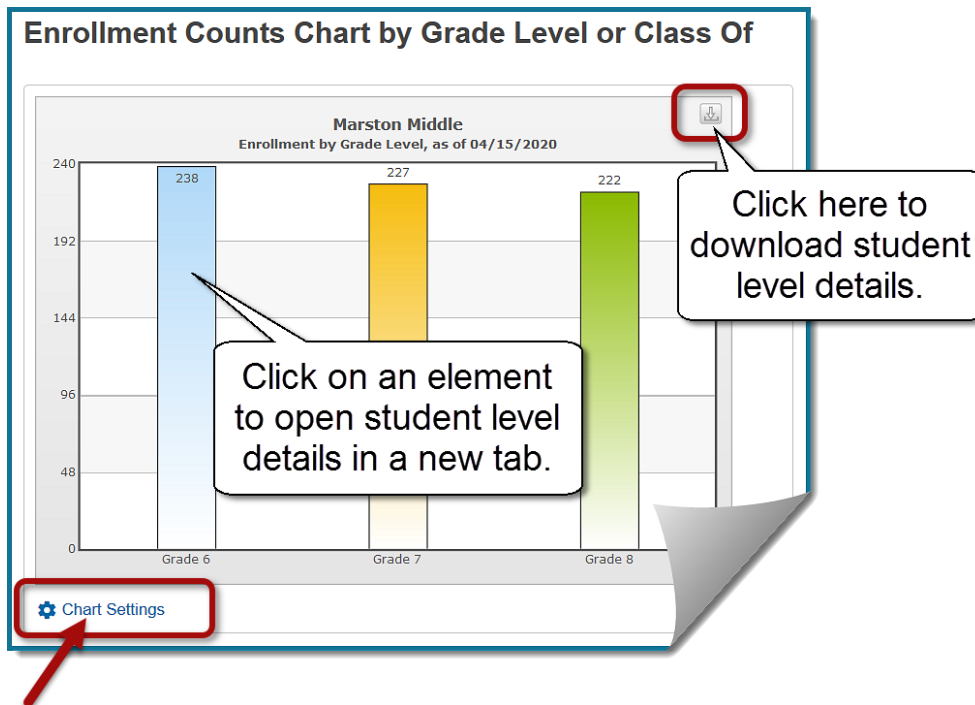 Enrollment Counts Chart by Grade Level or Class Of
Marston Middle
Enrollment by Grade Level, as of 04/15/2020
240
192
144
96
48
0
238
227
222
Click here to
download student
level details.
Click on an element
to open student level
details in a new tab.
Grade 6
Grade 7
Grade 8
Chart Settings